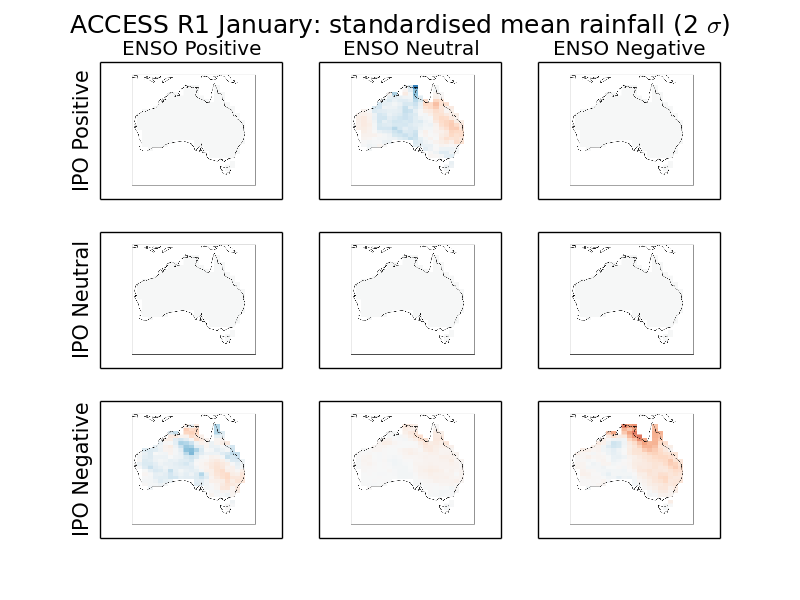 ACCESS R1 January: standardised mean rainfall (2 σ)
ENSO Positive ENSO Neutral ENSO Negative
IPO Positive
IPO Neutral
IPO Negative